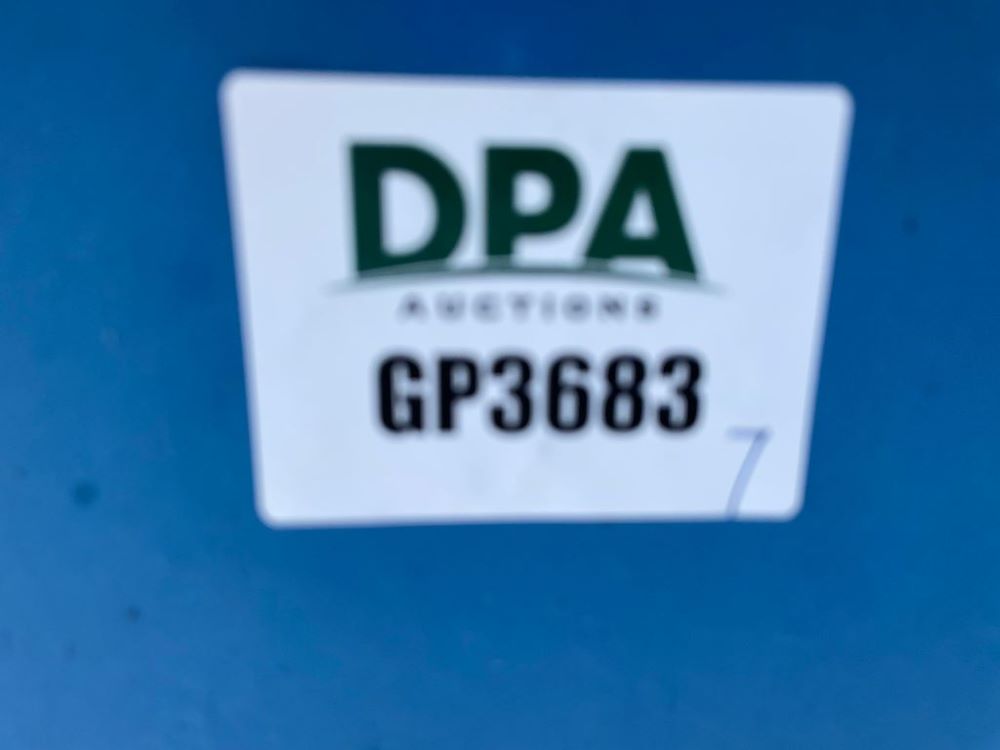 DPA
AUCTIONS
GP3683
7